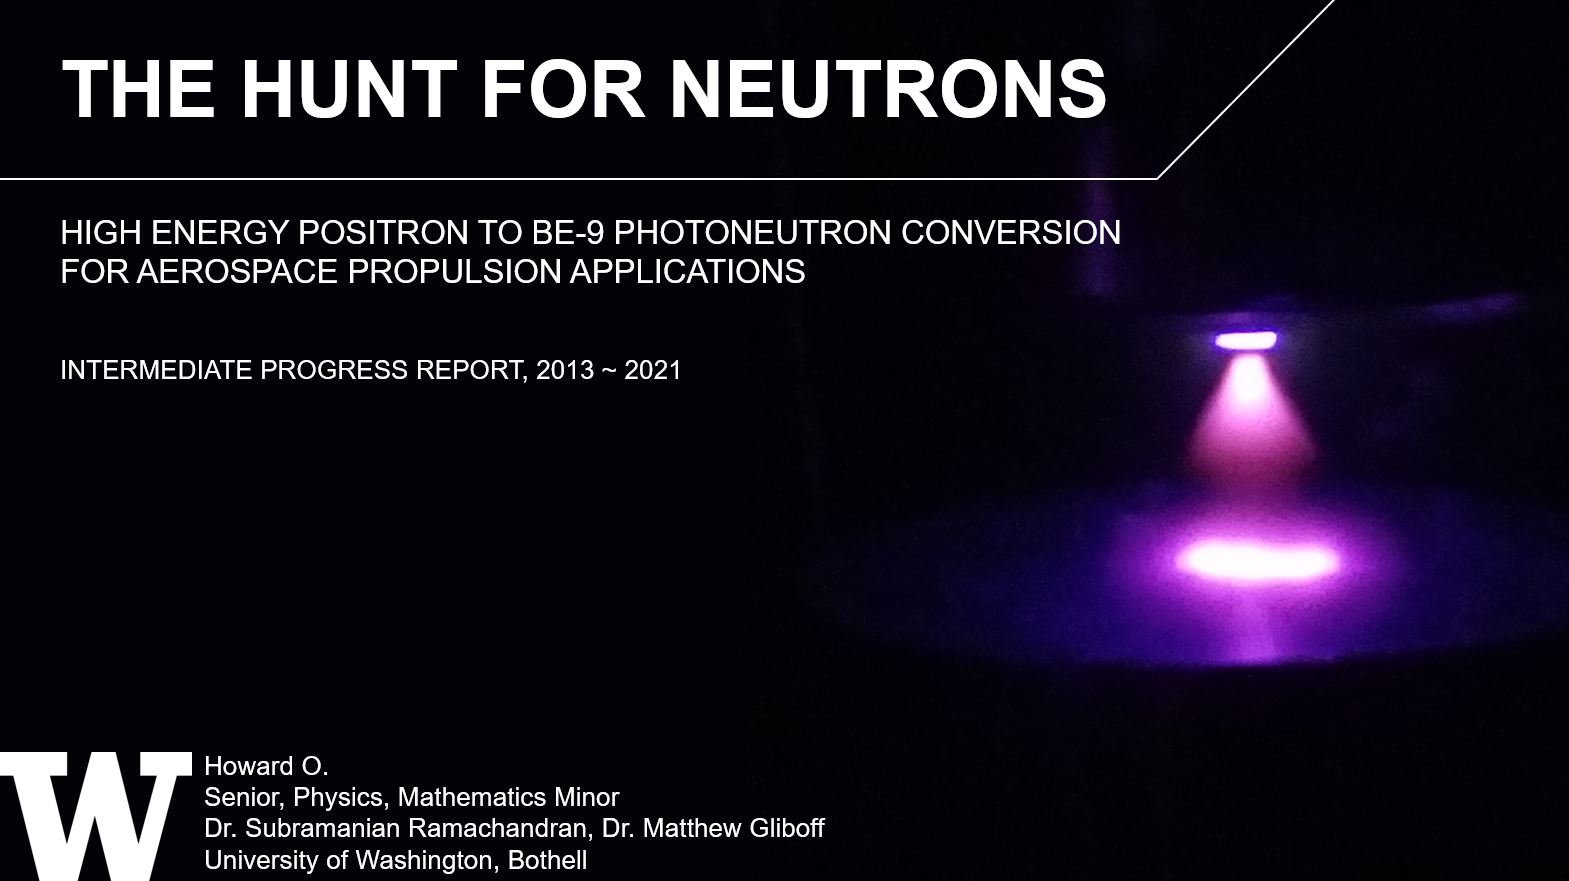 THE HUNT FOR NEUTRONS
HIGH ENERGY POSITRON TO BE-9 PHOTONEUTRON CONVERSION
FOR AEROSPACE PROPULSION APPLICATIONS
INTERMEDIATE PROGRESS REPORT, 2013 ~ 2021
W
Howard O.
Senior, Physics, Mathematics Minor
Dr. Subramanian Ramachandran, Dr. Matthew Gliboff
University of Washington, Bothell